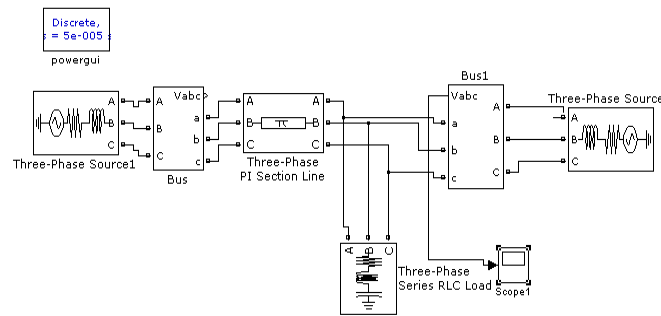 Discrete,
s = 5e-005 s
powergui
Bus1
Vabc
Vabc
Three-Phase Source
A
A
A
A
A
A
A
a
a
B
B
B
B
B
B
b
b
C
C
C
C
C
C
c
c
Three-Phase Source1
Bus
Three-Phase
PI Section Line
A
B
C
Three-Phase
Series RLC Load
Scope1